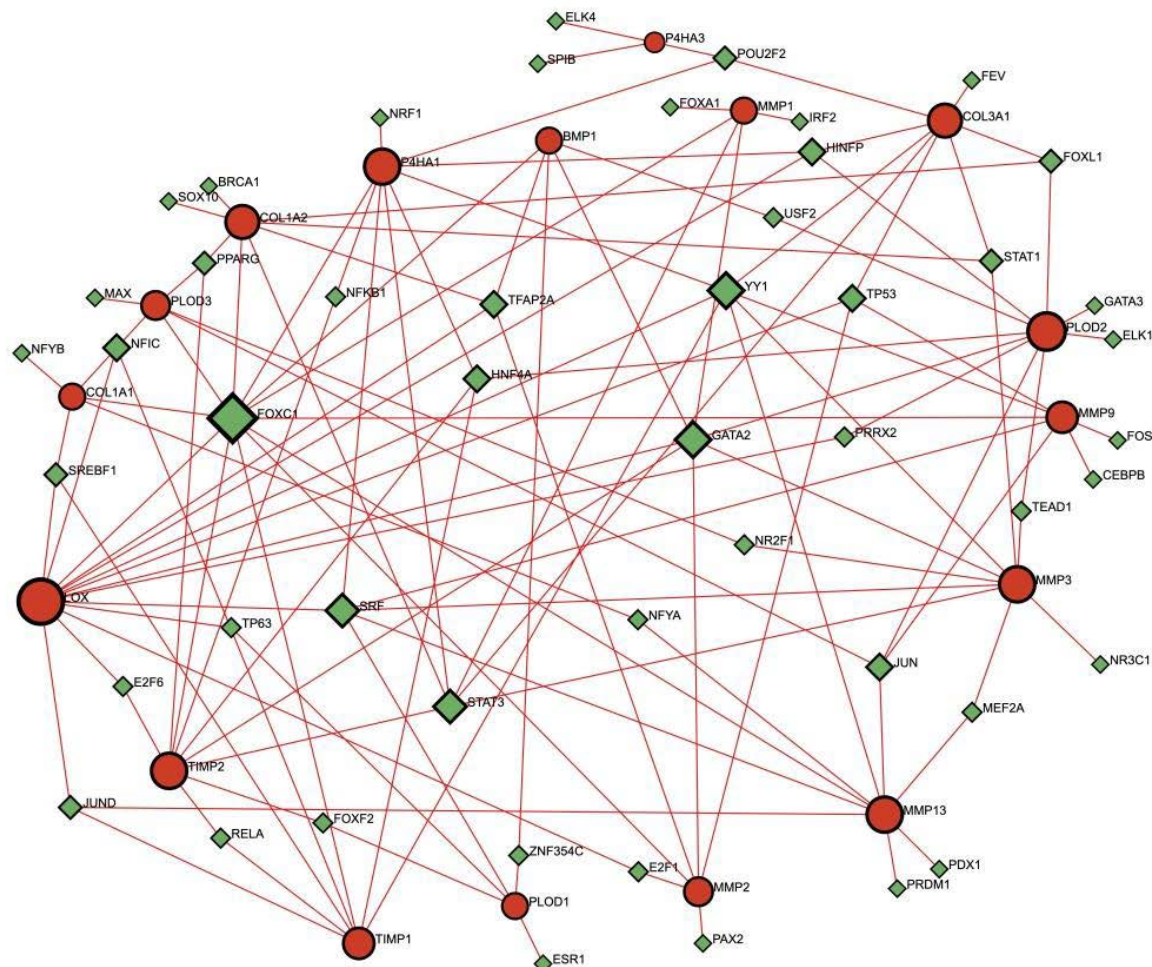 ELK4
P4HA3
SPIB
POU2F2
FEV
FOXA1
MMP1
IRF2
COL3A1
NRF1
BMP1
HINFP
FOXL1
P4HA1
BRCA1
SOX10
COL1A2
USF2
PPARG
STAT1
MAX
PLOD3
NFKB1
TFAP2A
YY1
TP53
GATA3
PLOD2
ELK1
NFYB
NFIC
COL1A1
HNF4A
FOXC1
GATA2
PRRX2
MMP9
FOS
SREBF1
CEBPB
TEAD1
NR2F1
MMP3
LOX
SRF
TP63
NFYA
NR3C1
JUN
E2F6
STAT3
MEF2A
TIMP2
JUND
FOXF2
MMP13
RELA
ZNF354C
E2F1
PDX1
MMP2
PRDM1
PLOD1
TIMP1
PAX2
ESR1